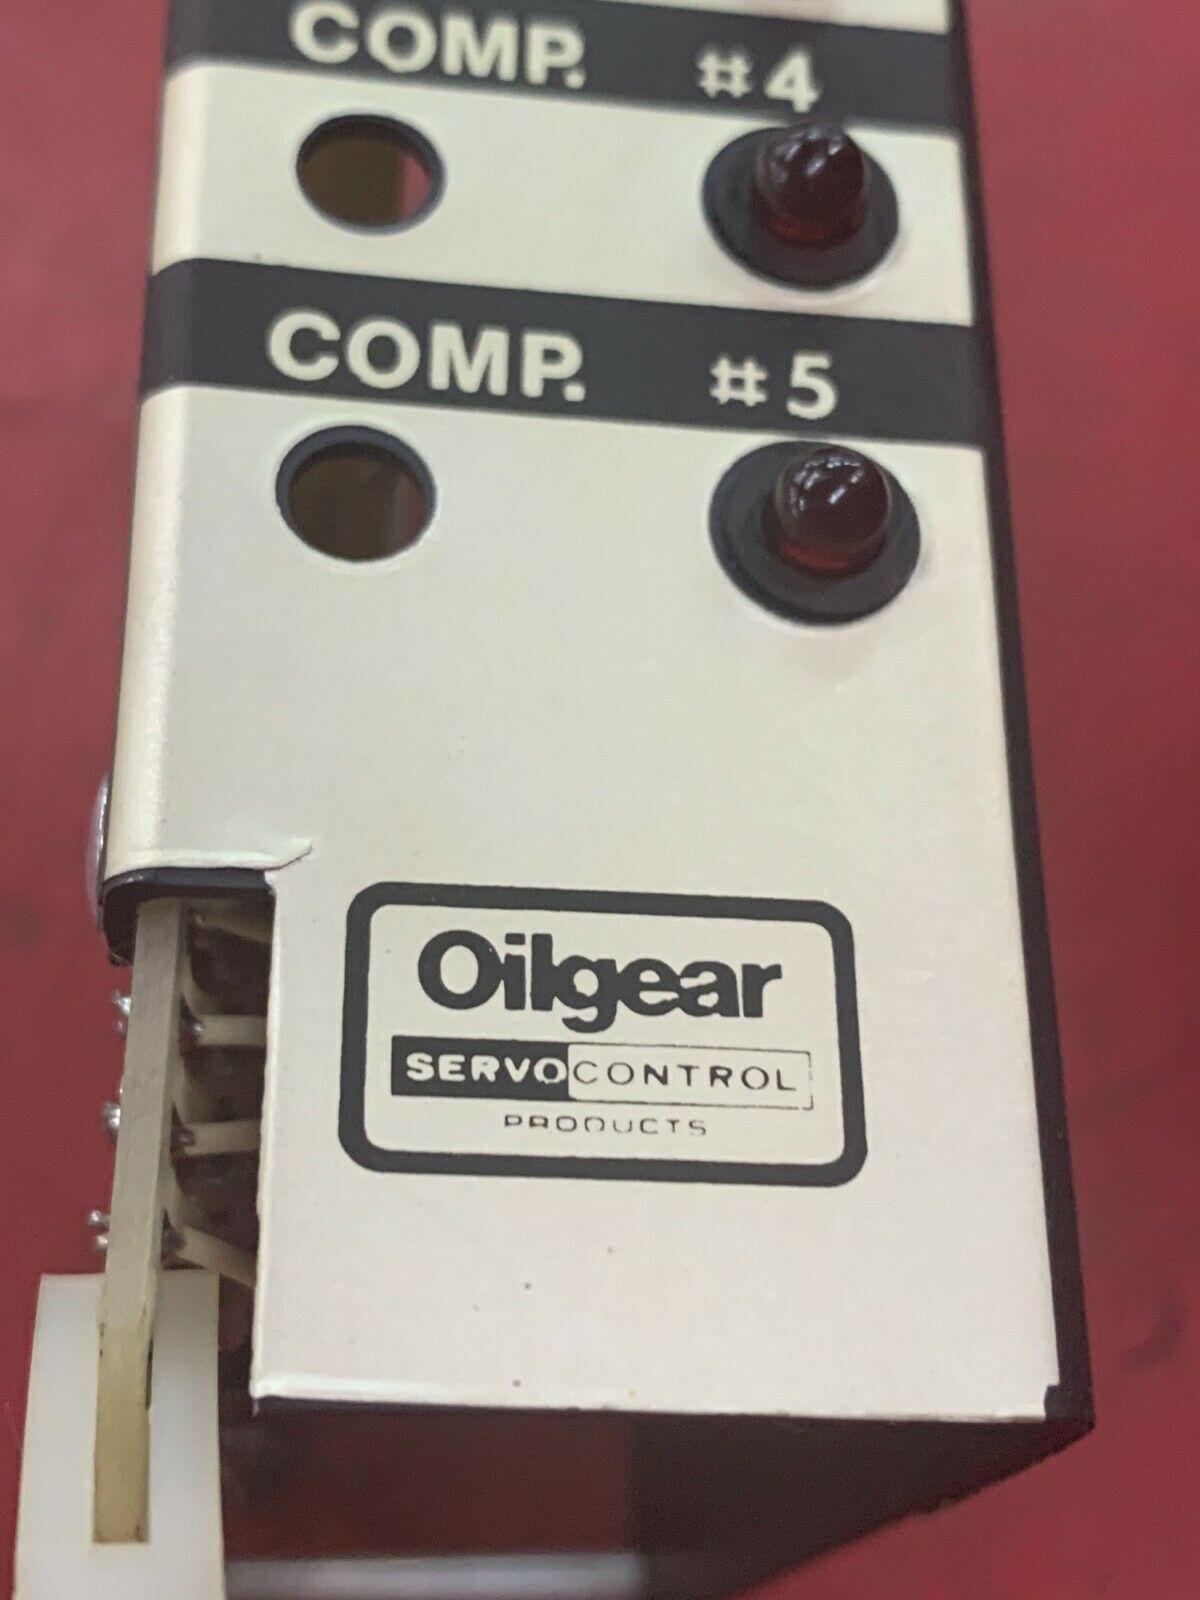 COMP. #4
COMP. #5
Oilgear
SERVO CONTROL
PRODUCTS